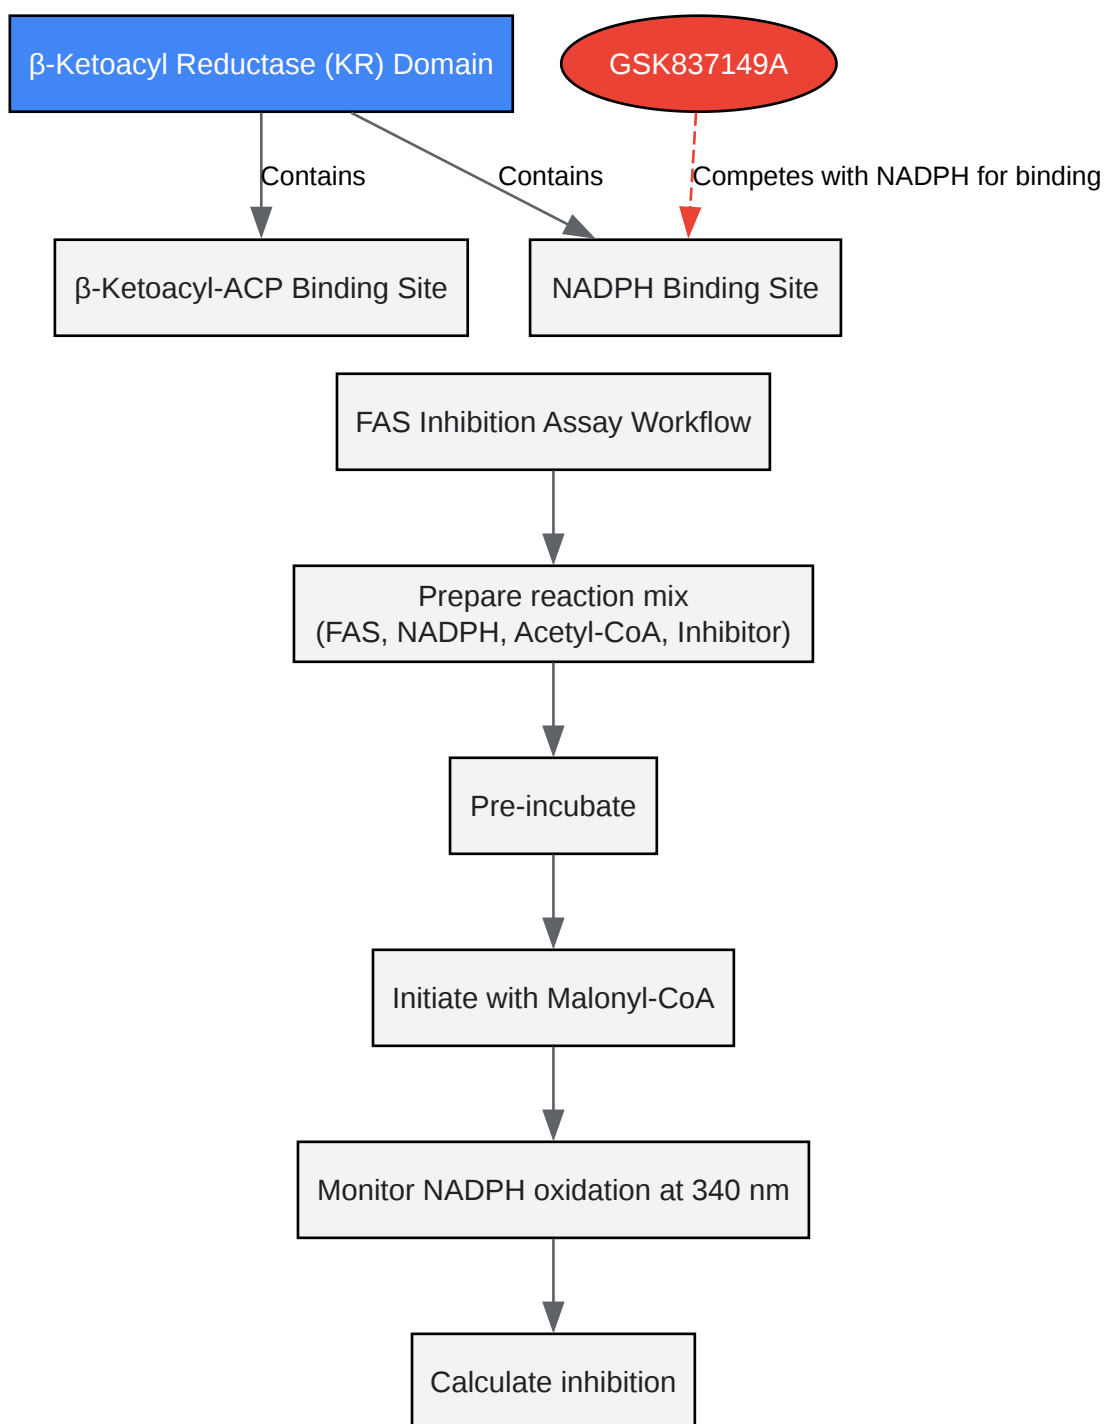 β-Ketoacyl Reductase (KR) Domain
GSK837149A
Contains
Contains
Competes with NADPH for binding
β-Ketoacyl-ACP Binding Site
NADPH Binding Site
FAS Inhibition Assay Workflow
Prepare reaction mix
(FAS, NADPH, Acetyl-CoA, Inhibitor)
Pre-incubate
Initiate with Malonyl-CoA
Monitor NADPH oxidation at 340 nm
Calculate inhibition